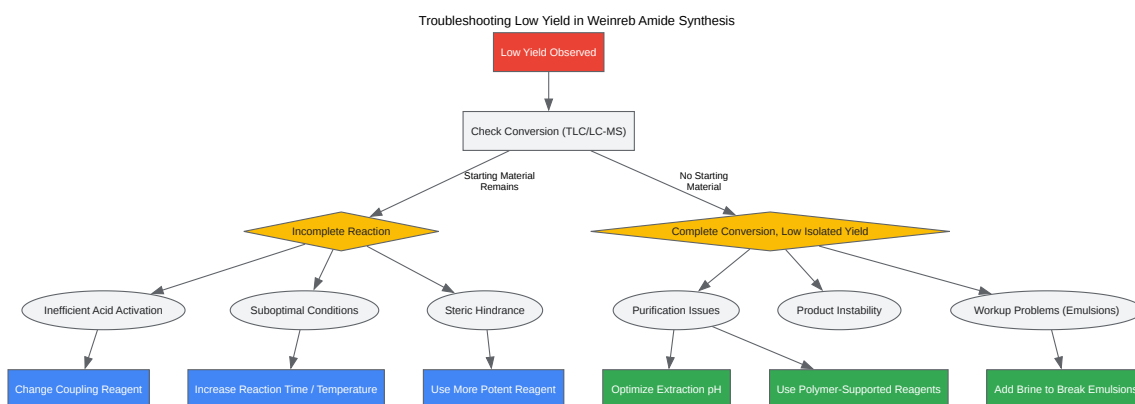 Troubleshooting Low Yield in Weinreb Amide Synthesis
Low Yield Observed
Check Conversion (TLC/LC-MS)
Starting Material
Remains
No Starting
Material
Incomplete Reaction
Complete Conversion, Low Isolated Yield
Inefficient Acid Activation
Suboptimal Conditions
Steric Hindrance
Purification Issues
Product Instability
Workup Problems (Emulsions)
Change Coupling Reagent
Increase Reaction Time / Temperature
Use More Potent Reagent
Optimize Extraction pH
Use Polymer-Supported Reagents
Add Brine to Break Emulsions